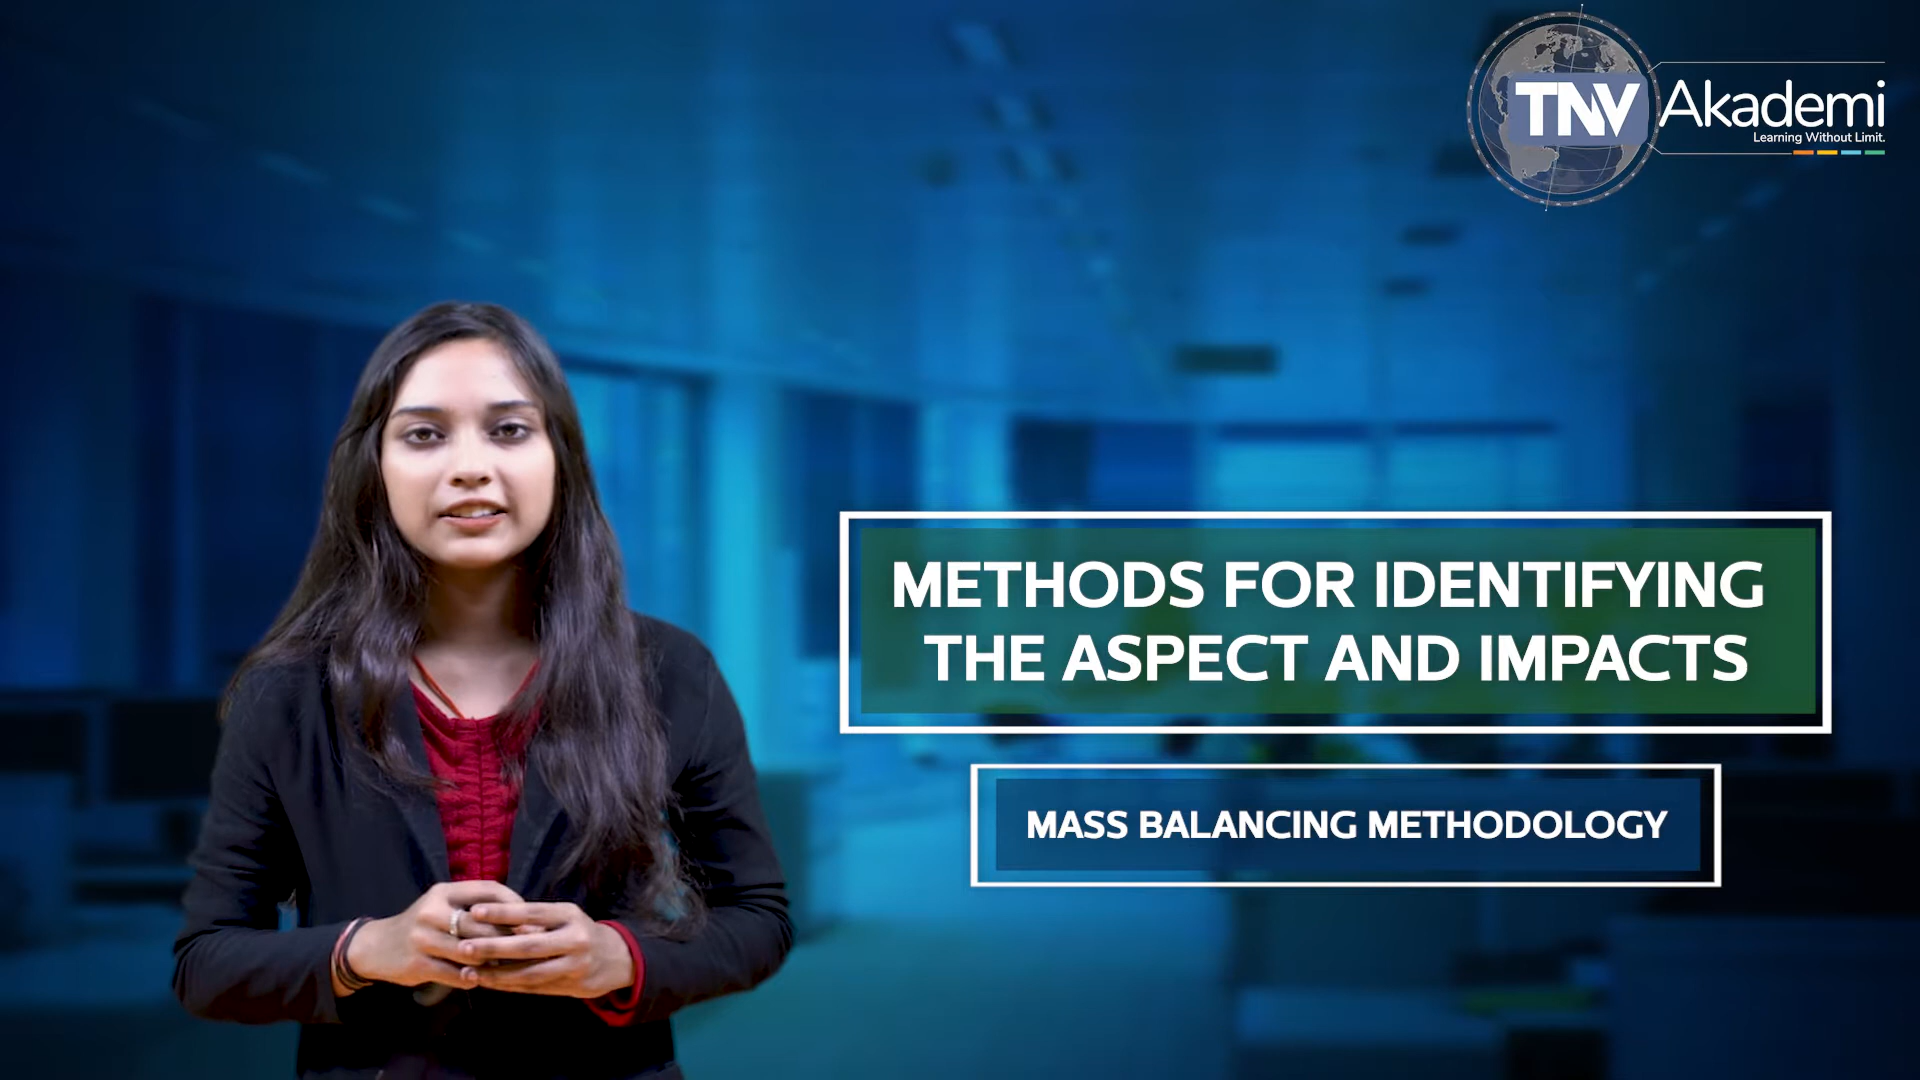 TNV Akademi
Learning Without Limit.
METHODS FOR IDENTIFYING
THE ASPECT AND IMPACTS
MASS BALANCING METHODOLOGY